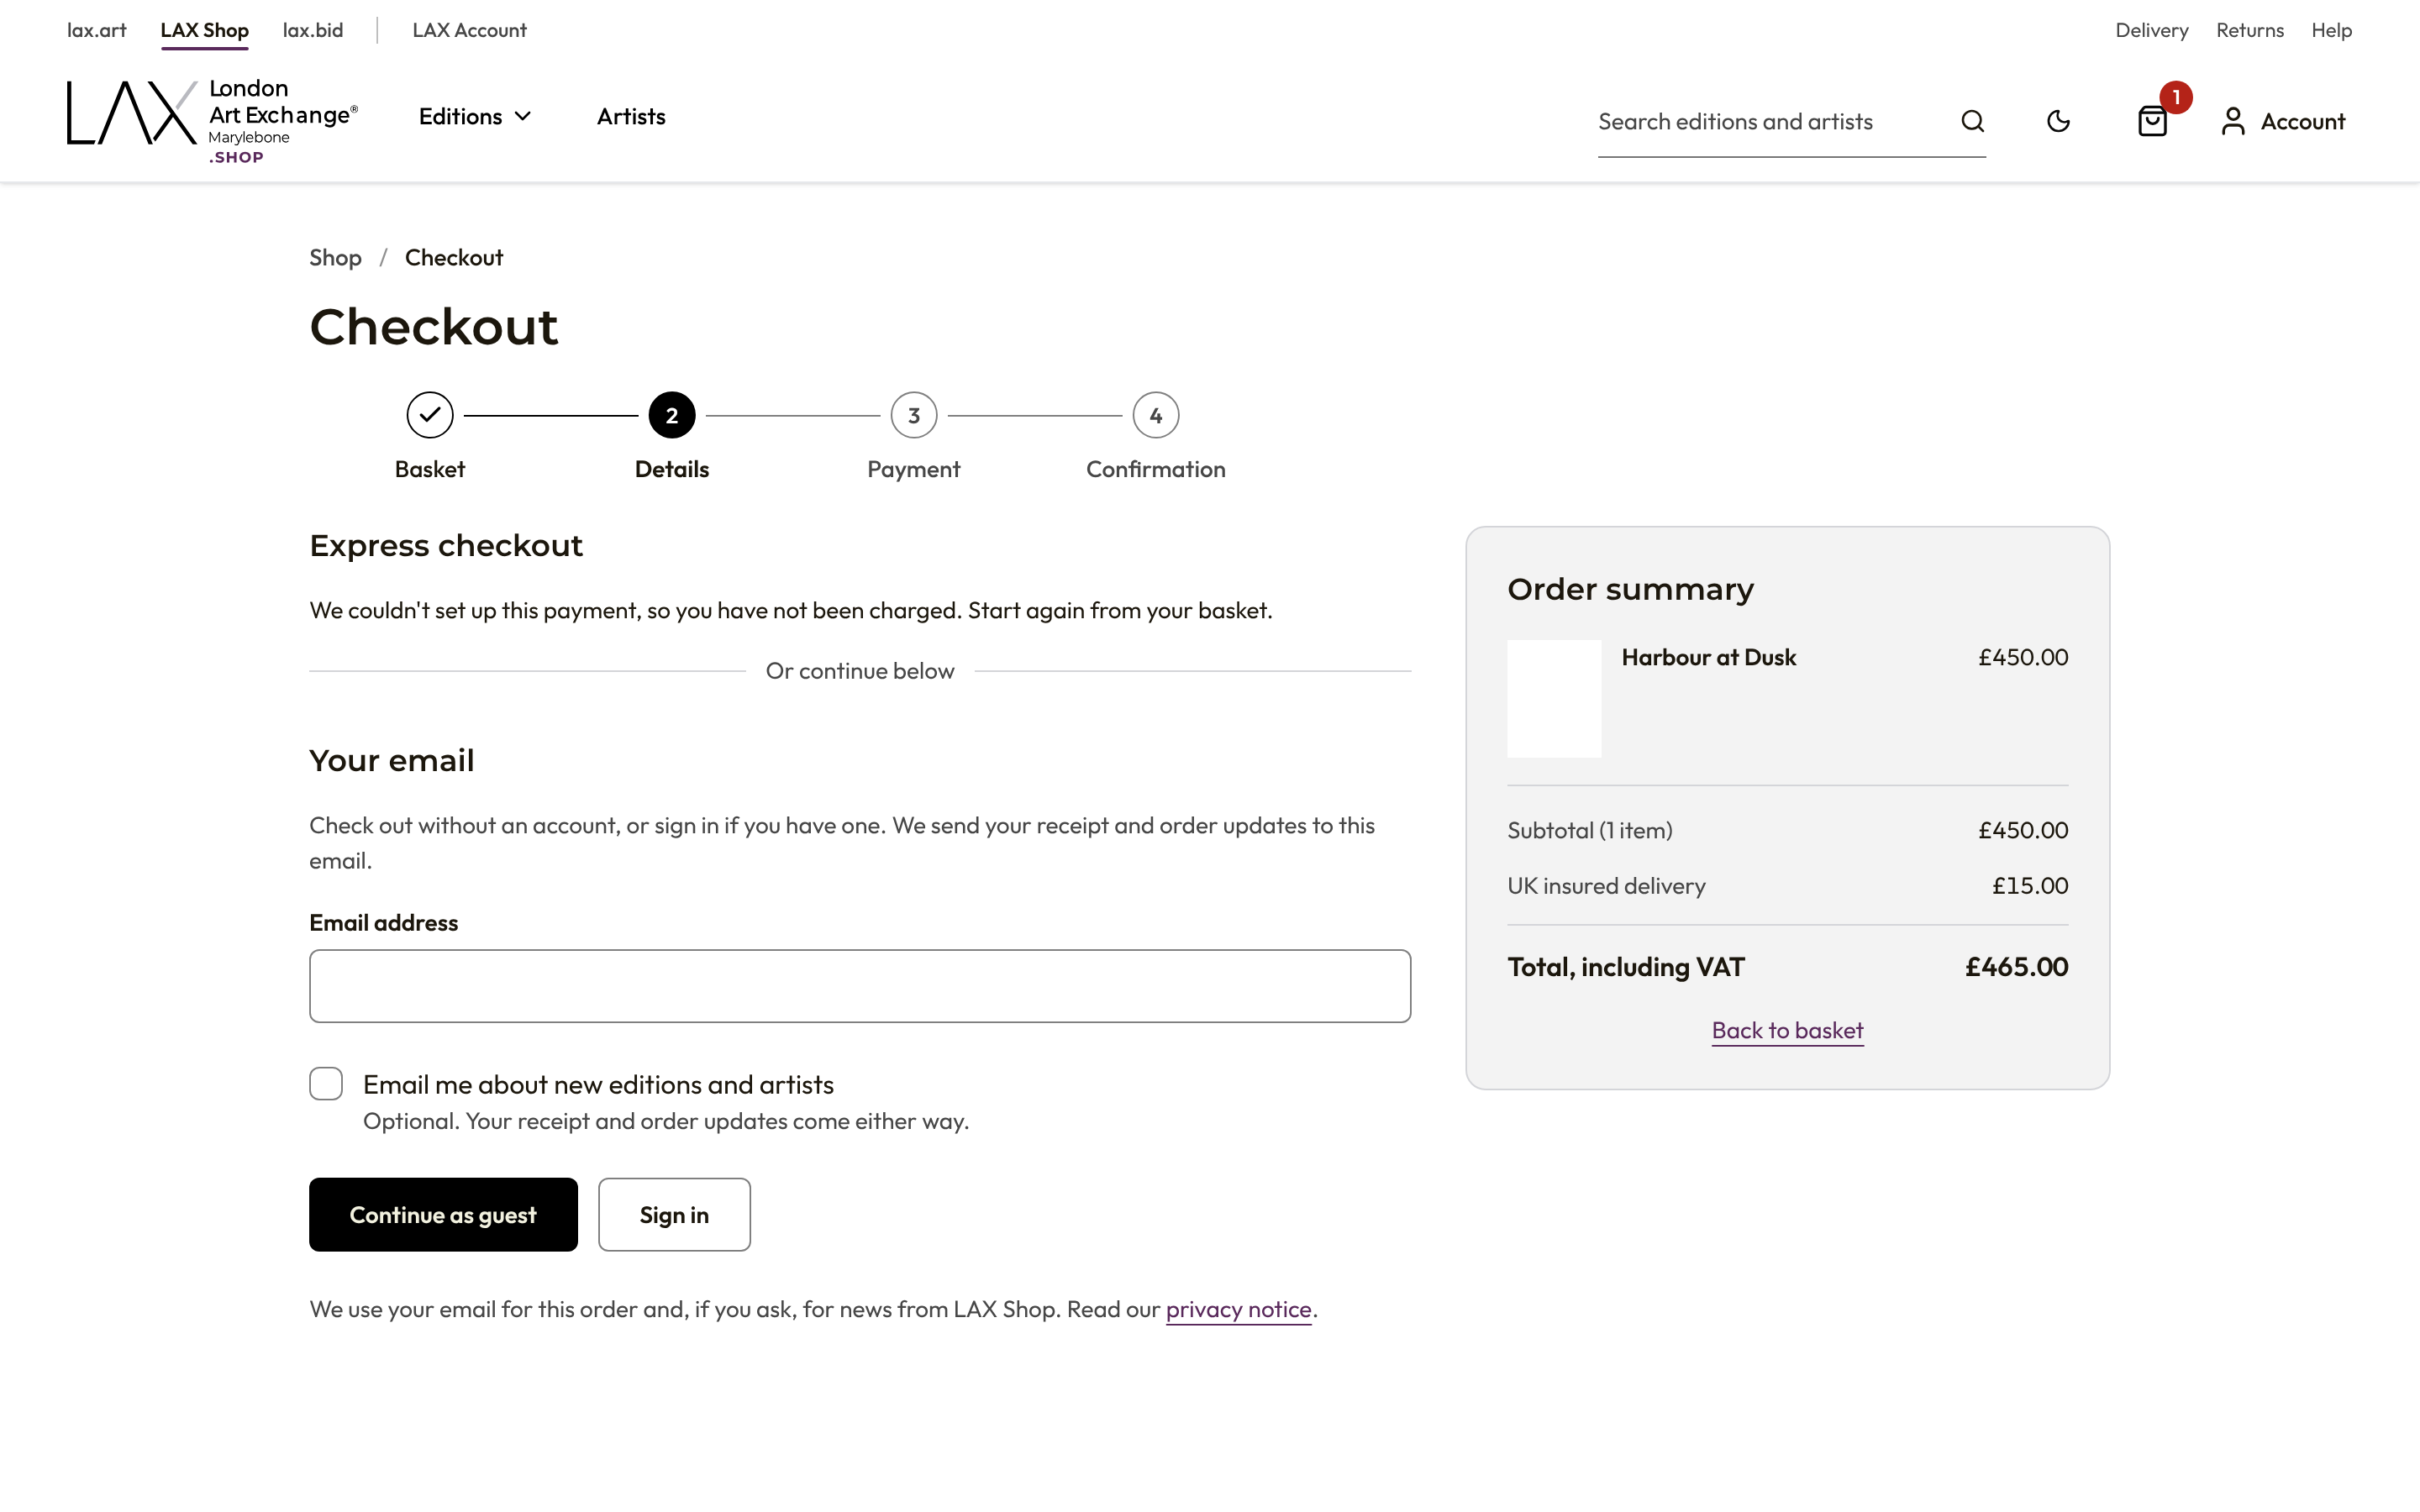 lax.art LAX Shop lax.bid LAX Account Delivery Returns Help
LAX London
Art Exchange®
Marylebone
.SHOP
Editions Artists Search editions and artists 1 Account
Shop / Checkout
Checkout
2 3 4
Basket Details Payment Confirmation
Express checkout
We couldn't set up this payment, so you have not been charged. Start again from your basket.
Or continue below
Your email
Check out without an account, or sign in if you have one. We send your receipt and order updates to this
email.
Email address
Email me about new editions and artists
Optional. Your receipt and order updates come either way.
Continue as guest Sign in
We use your email for this order and, if you ask, for news from LAX Shop. Read our privacy notice.
Order summary
Harbour at Dusk £450.00
Subtotal (1 item) £450.00
UK insured delivery £15.00
Total, including VAT £465.00
Back to basket